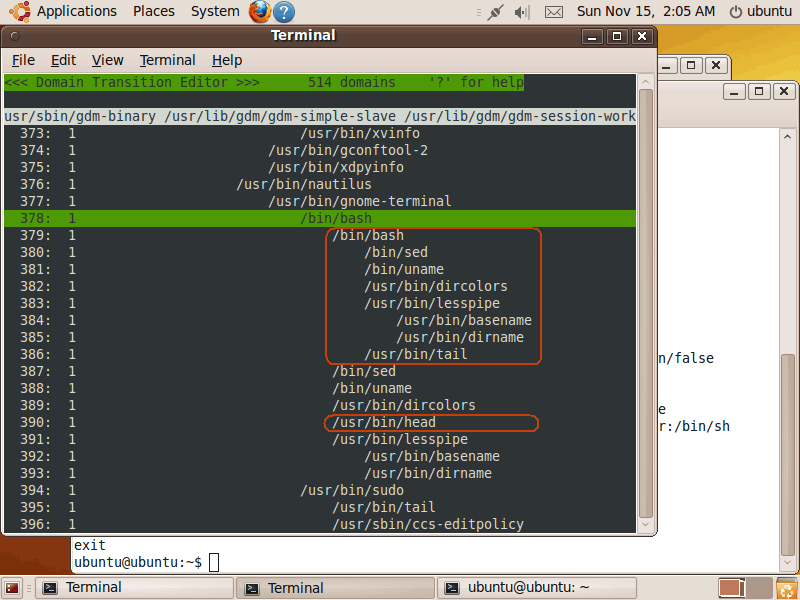 Applications Places System Sun Nov 15, 2:05 AM ubuntu
Terminal
File Edit View Terminal Help
<<< Domain Transition Editor >>> 514 domains '?' for help
usr/sbin/gdm-binary /usr/lib/gdm/gdm-simple-slave /usr/lib/gdm/gdm-session-work
373: 1 /usr/bin/xvinfo
374: 1 /usr/bin/gconftool-2
375: 1 /usr/bin/xdpyinfo
376: 1 /usr/bin/nautilus
377: 1 /usr/bin/gnome-terminal
378: 1 /bin/bash
379: 1 /bin/bash
380: 1 /bin/sed
381: 1 /bin/uname
382: 1 /usr/bin/dircolors
383: 1 /usr/bin/lesspipe
384: 1 /usr/bin/basename
385: 1 /usr/bin/dirname
386: 1 /usr/bin/tail
387: 1 /bin/sed
388: 1 /bin/uname
389: 1 /usr/bin/dircolors
390: 1 /usr/bin/head
391: 1 /usr/bin/lesspipe
392: 1 /usr/bin/basename
393: 1 /usr/bin/dirname
394: 1 /usr/bin/sudo
395: 1 /usr/bin/tail
396: 1 /usr/sbin/ccs-editpolicy
n/false
e
r:/bin/sh
exit
ubuntu@ubuntu:~$
Terminal Terminal ubuntu@ubuntu: ~